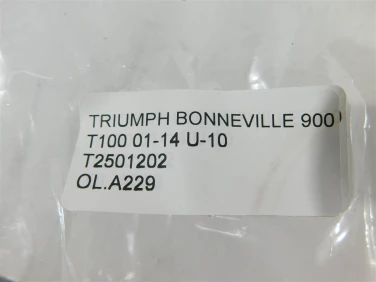 TRIUMPH BONNEVILLE 900
T100 01-14 U-10
T2501202
OL.A229